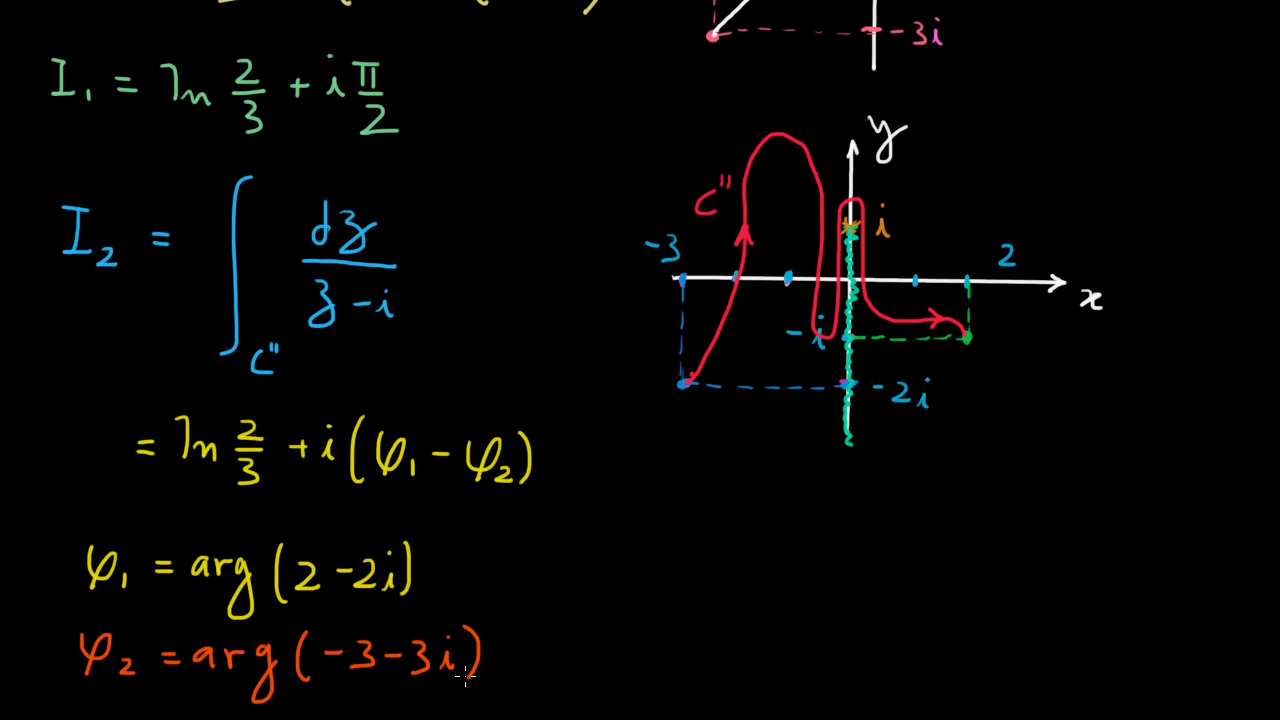 -3i
I₁ = ln 2/3 + i π/2
I₂ = ∫_C" dz/(z-i)
= ln 2/3 + i(φ₁ - φ₂)
φ₁ = arg(2-2i)
φ₂ = arg(-3-3i)
y
C"
i
-3
2
x
-i
-2i